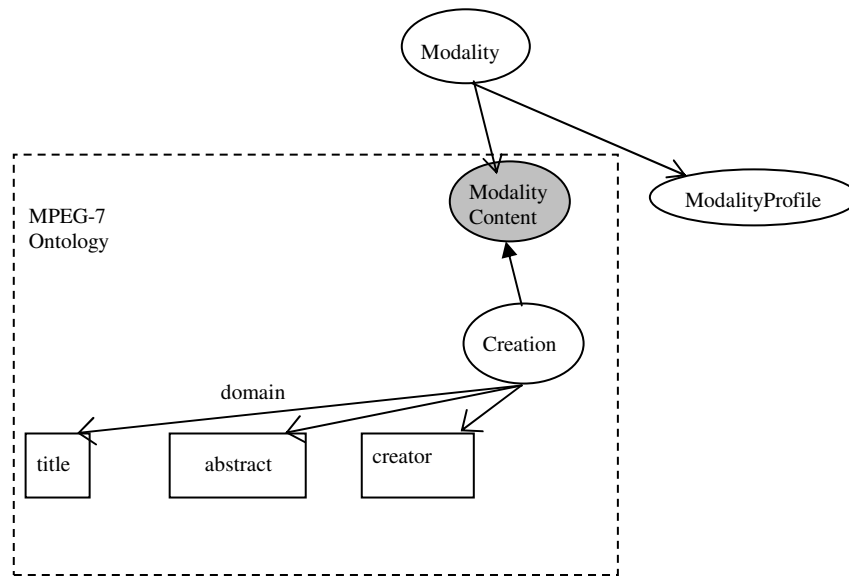 Modality
Modality
Content
ModalityProfile
MPEG-7
Ontology
Creation
domain
title
abstract
creator